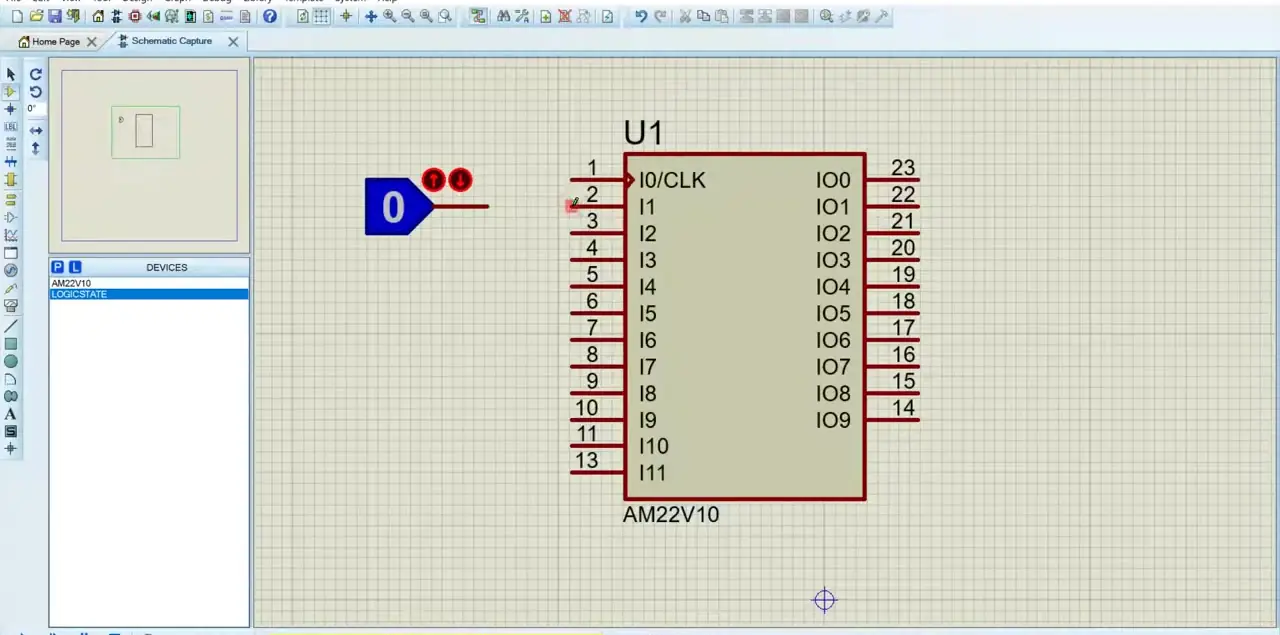 Home Page
Schematic Capture
0°
LBL
P L DEVICES
AM22V10
LOGICSTATE
A
S
0
U1
1 I0/CLK IO0 23
2 I1 IO1 22
3 I2 IO2 21
4 I3 IO3 20
5 I4 IO4 19
6 I5 IO5 18
7 I6 IO6 17
8 I7 IO7 16
9 I8 IO8 15
10 I9 IO9 14
11 I10
13 I11
AM22V10